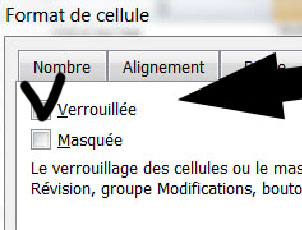 Format de cellule
Nombre Alignement
Verrouillée
Masquée
Le verrouillage des cellules ou le mas
Révision, groupe Modifications, bouto